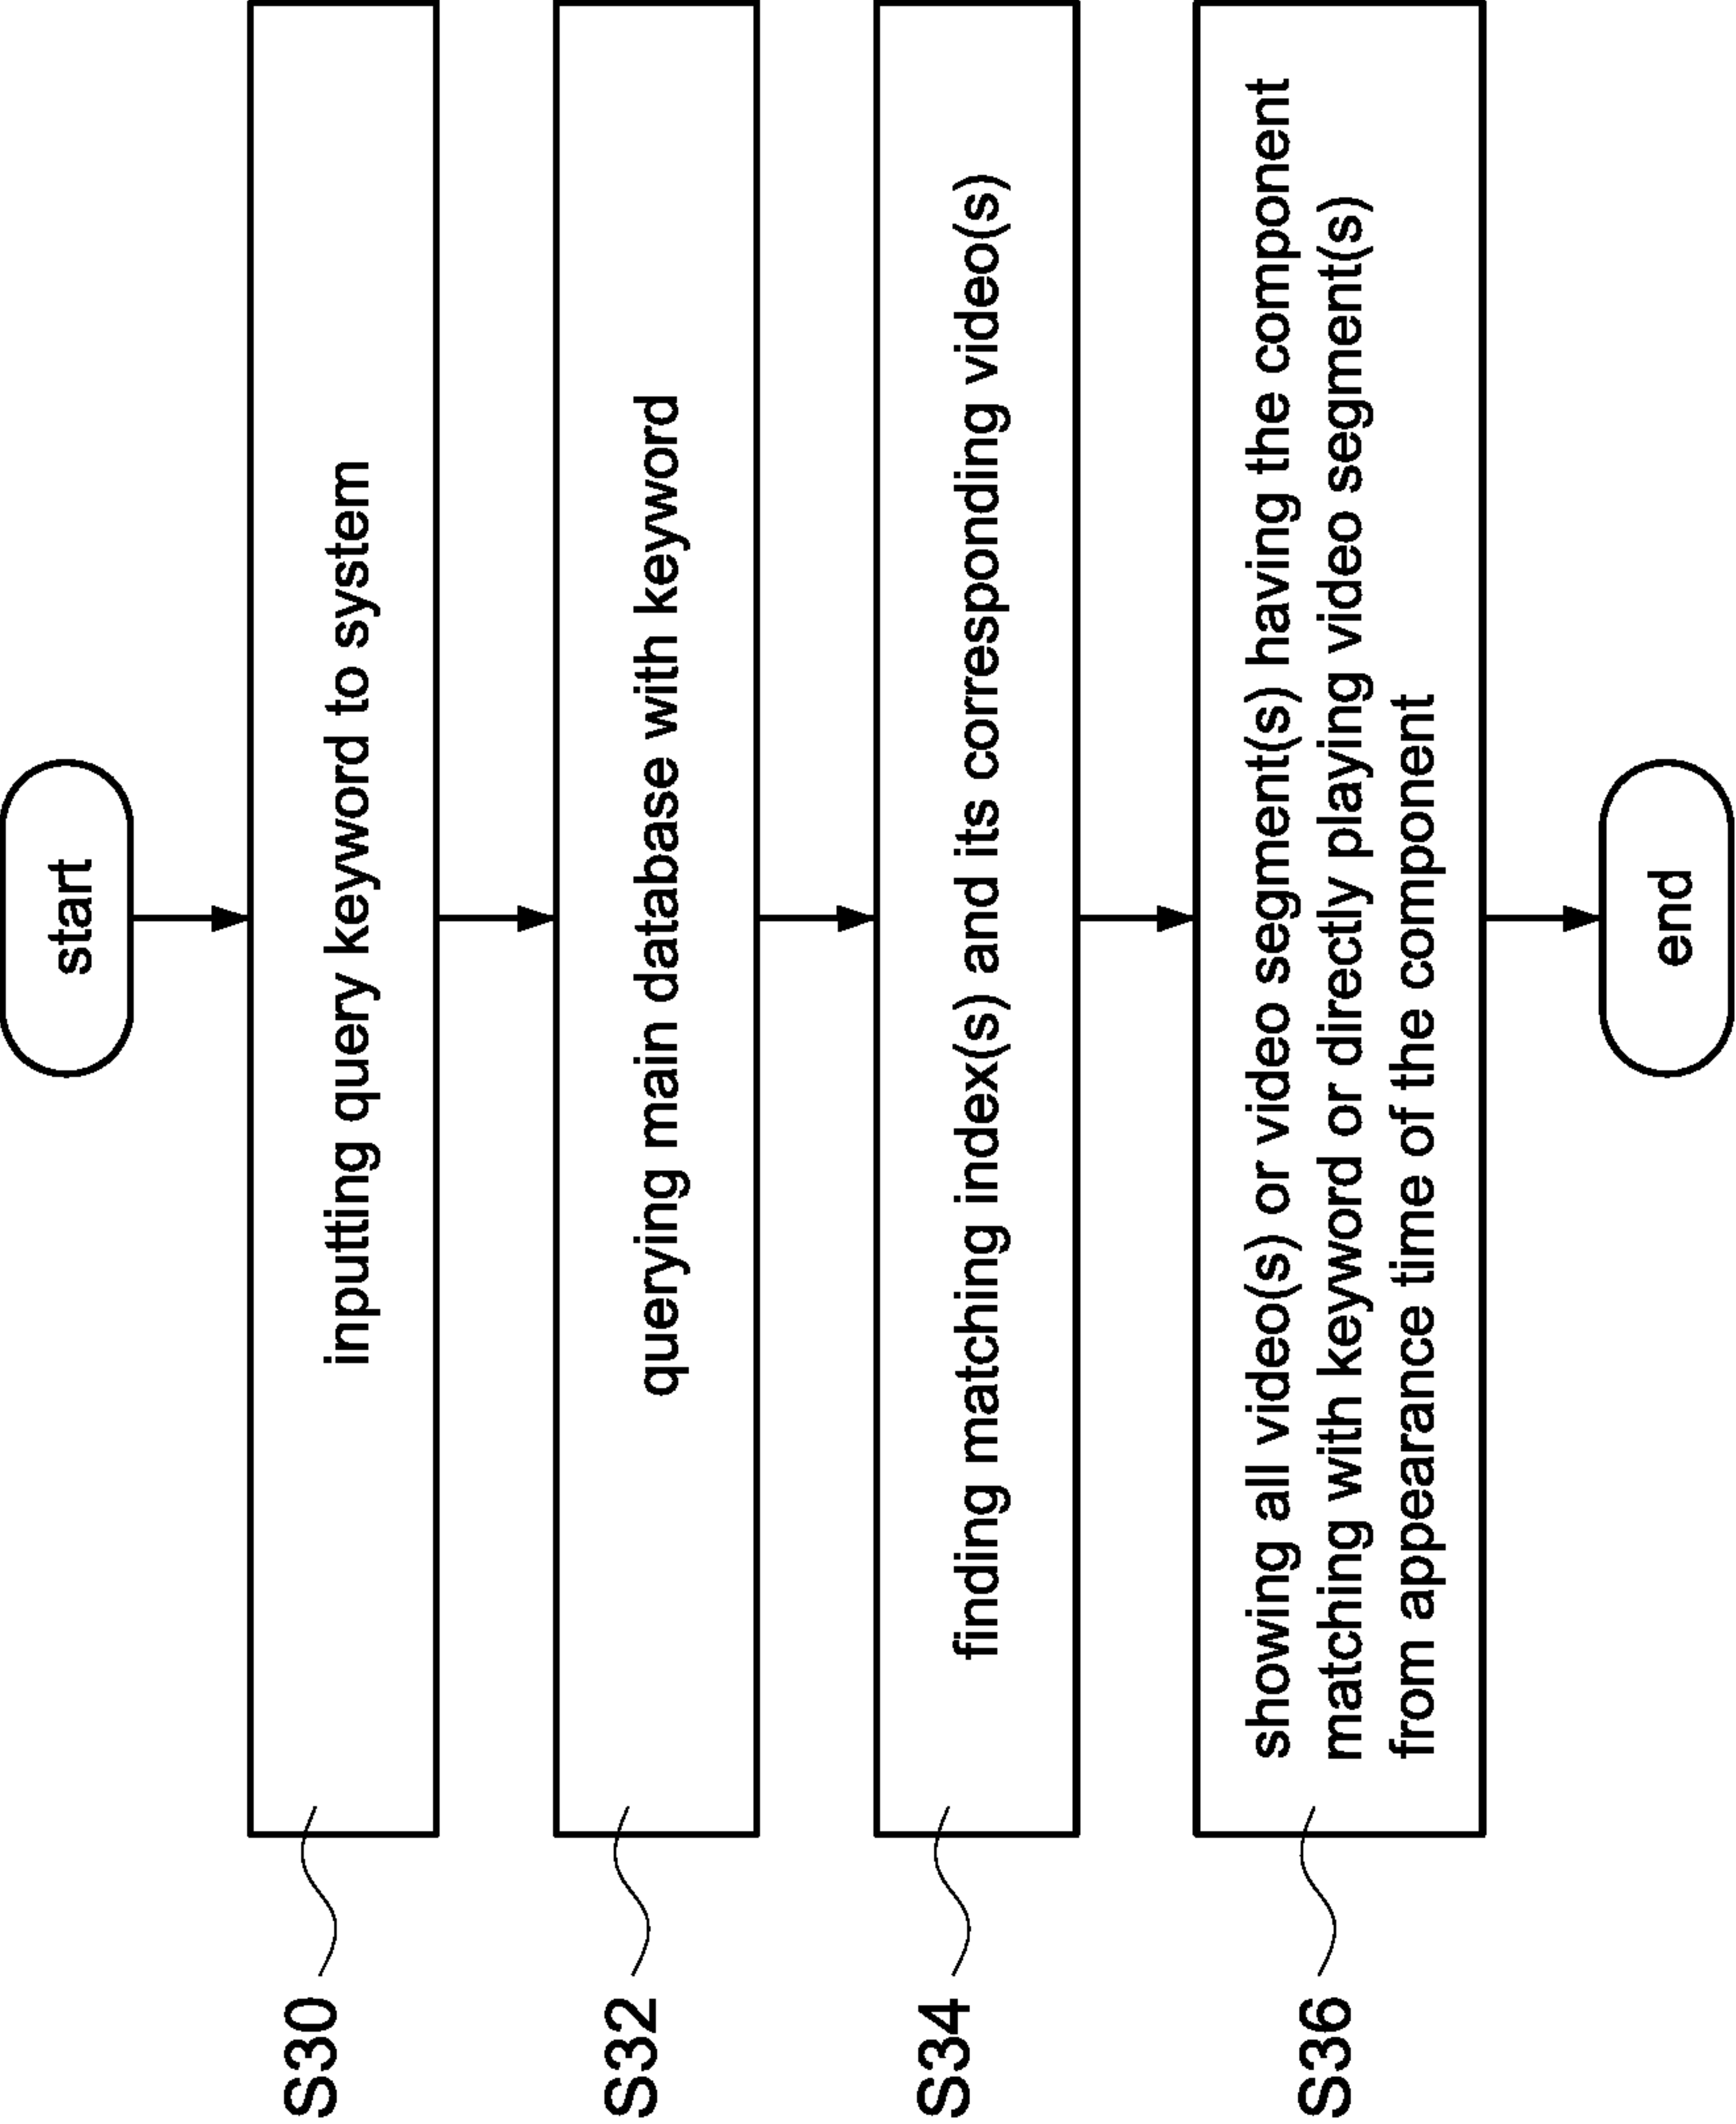 start
S30
inputting query keyword to system
S32
querying main database with keyword
S34
finding matching index(s) and its corresponding video(s)
S36
showing all video(s) or video segment(s) having the component
matching with keyword or directly playing video segment(s)
from appearance time of the component
end